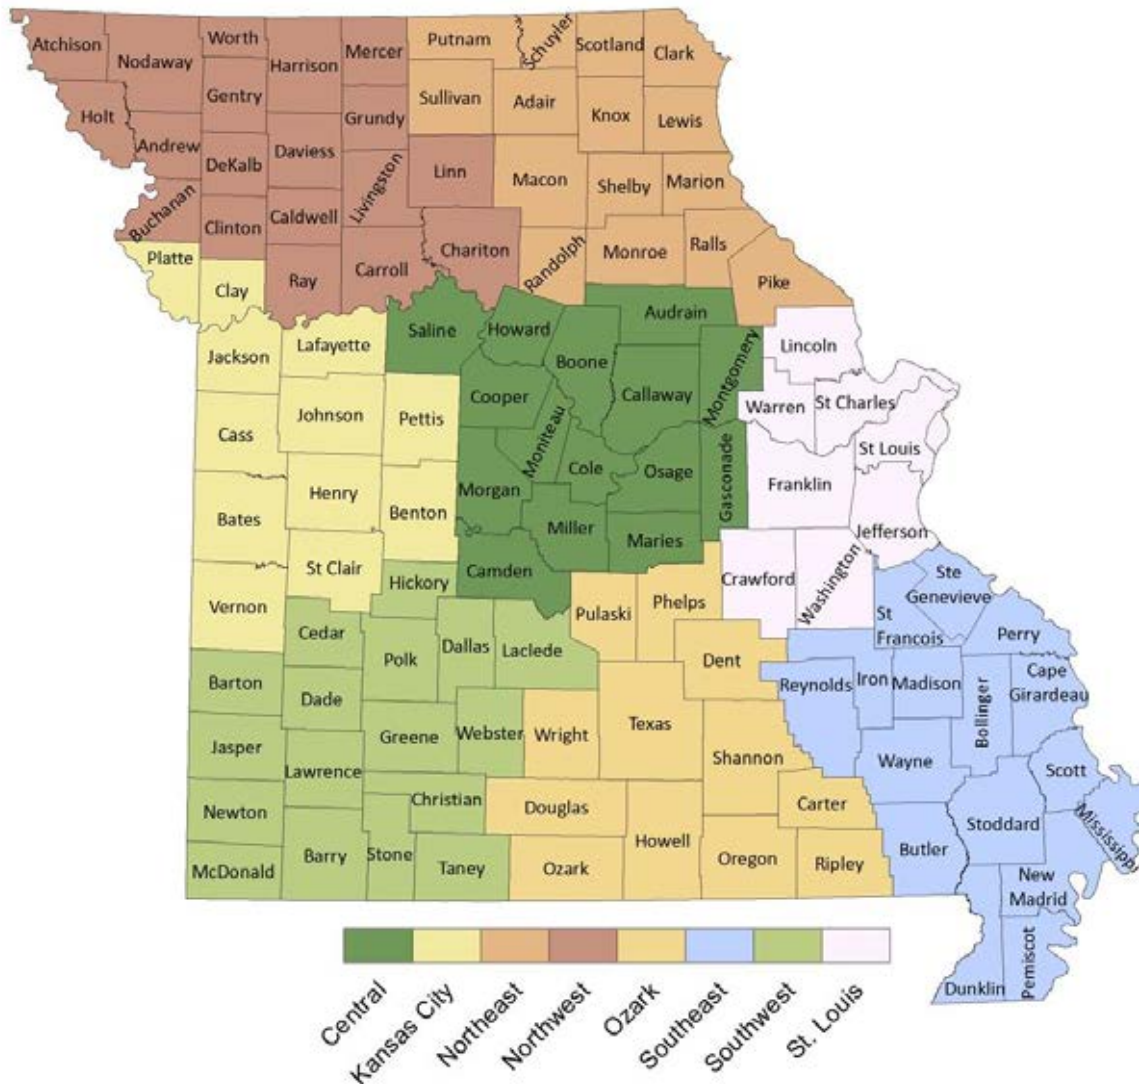 Atchison
Nodaway
Worth
Harrison
Mercer
Putnam
Schuyler
Scotland
Clark
Holt
Gentry
Grundy
Sullivan
Adair
Knox
Lewis
Andrew
DeKalb
Daviess
Livingston
Linn
Macon
Shelby
Marion
Buchanan
Clinton
Caldwell
Chariton
Randolph
Monroe
Ralls
Platte
Clay
Ray
Carroll
Pike
Saline
Howard
Boone
Audrain
Montgomery
Lincoln
Jackson
Lafayette
Cooper
Callaway
Warren
St Charles
Cass
Johnson
Pettis
Moniteau
St Louis
Bates
Henry
Benton
Morgan
Cole
Osage
Gasconade
Franklin
Miller
Maries
Jefferson
Vernon
St Clair
Hickory
Camden
Pulaski
Phelps
Crawford
Washington
Ste
Genevieve
St
Francois
Perry
Cedar
Polk
Dallas
Laclede
Dent
Barton
Dade
Reynolds
Iron
Madison
Bollinger
Cape
Girardeau
Jasper
Greene
Webster
Wright
Texas
Shannon
Wayne
Scott
Lawrence
Newton
Christian
Douglas
Carter
Stoddard
Mississippi
McDonald
Barry
Stone
Taney
Ozark
Howell
Oregon
Ripley
Butler
New
Madrid
Dunklin
Pemiscot
Central
Kansas City
Northeast
Northwest
Ozark
Southeast
Southwest
St. Louis